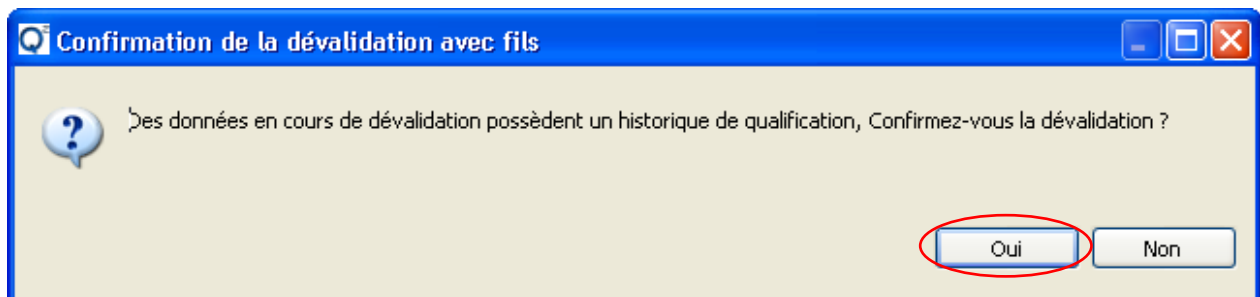 Q² Confirmation de la dévalidation avec fils
Des données en cours de dévalidation possèdent un historique de qualification, Confirmez-vous la dévalidation ?
Oui Non